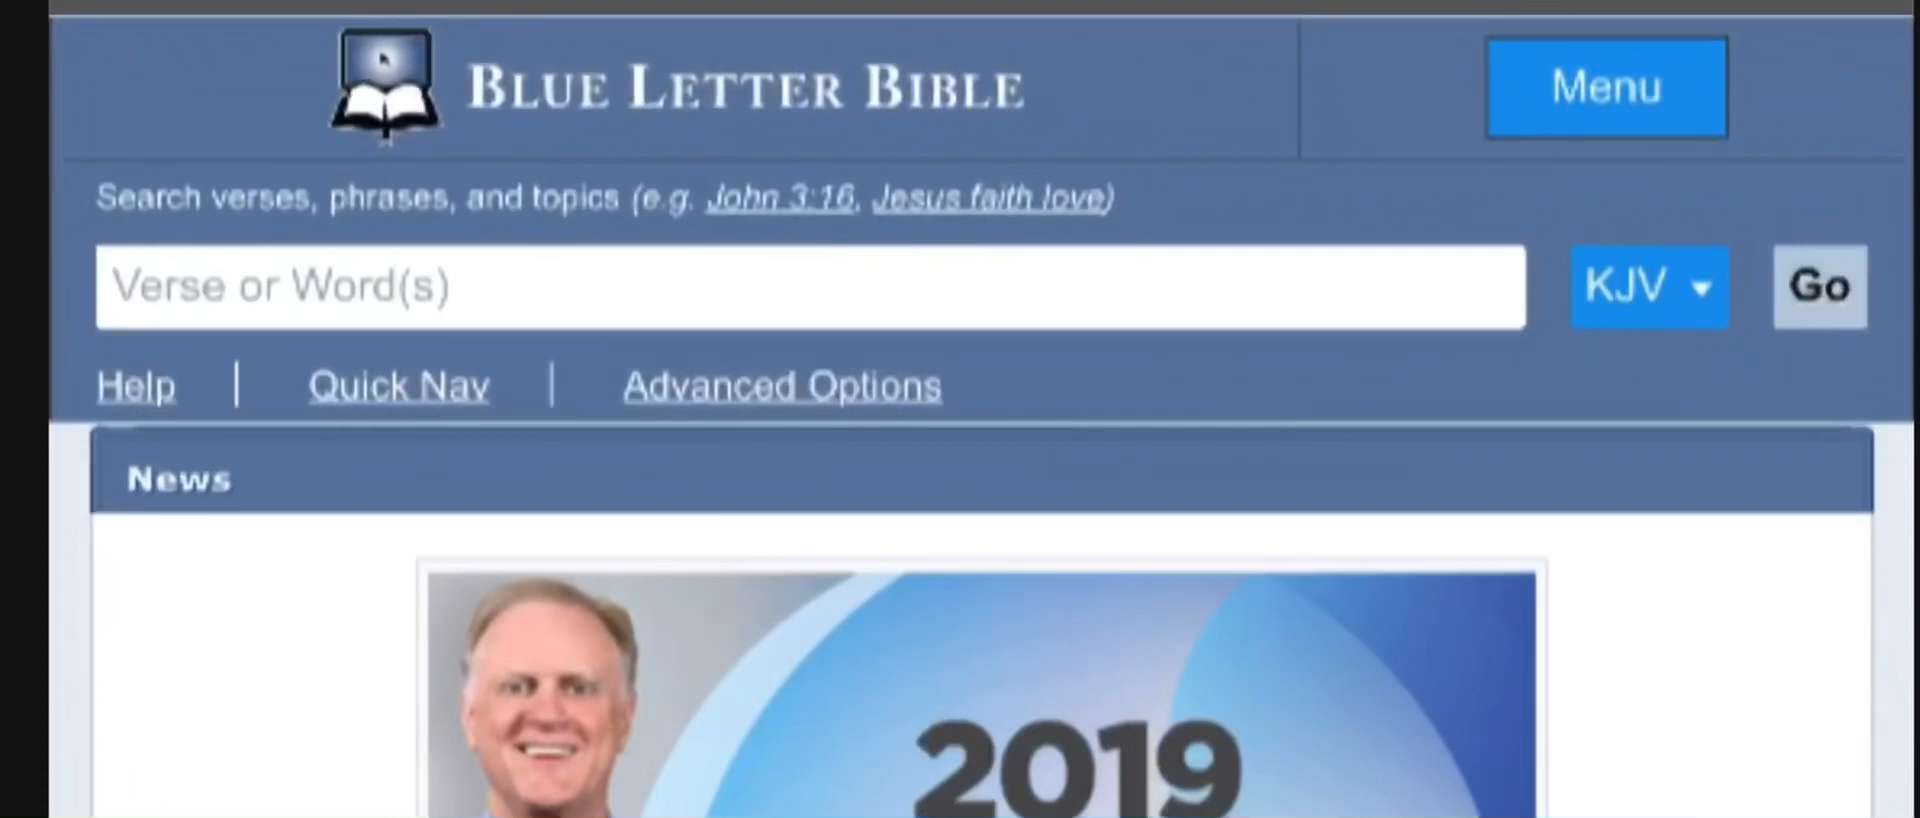 BLUE LETTER BIBLE
Menu
Search verses, phrases, and topics (e.g. John 3:16, Jesus faith love)
Verse or Word(s)
KJV
Go
Help | Quick Nav | Advanced Options
News
2019